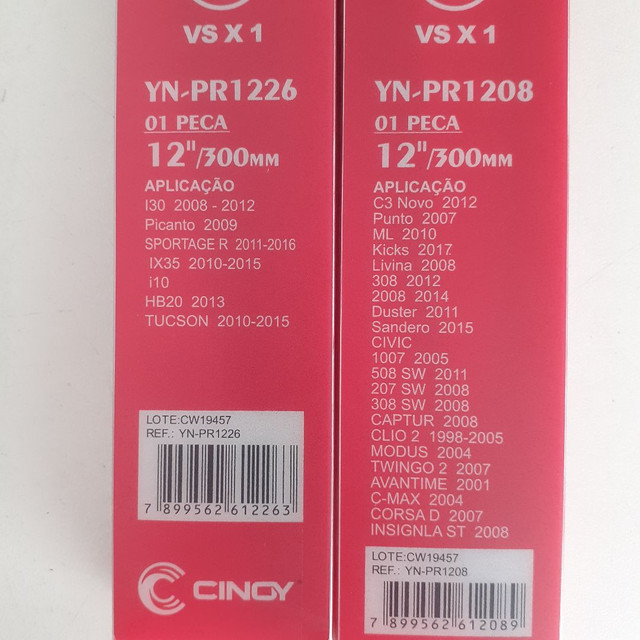 VS X 1
YN-PR1226
01 PECA
12"/300MM
APLICAÇÃO
I30 2008 - 2012
Picanto 2009
SPORTAGE R 2011-2016
IX35 2010-2015
i10
HB20 2013
TUCSON 2010-2015
LOTE:CW19457
REF.: YN-PR1226
7 899562 612263
CINOY
VS X 1
YN-PR1208
01 PECA
12"/300MM
APLICAÇÃO
C3 Novo 2012
Punto 2007
ML 2010
Kicks 2017
Livina 2008
308 2012
2008 2014
Duster 2011
Sandero 2015
CIVIC
1007 2005
508 SW 2011
207 SW 2008
308 SW 2008
CAPTUR 2008
CLIO 2 1998-2005
MODUS 2004
TWINGO 2 2007
AVANTIME 2001
C-MAX 2004
CORSA D 2007
INSIGNLA ST 2008
LOTE:CW19457
REF.: YN-PR1208
7 899562 612089